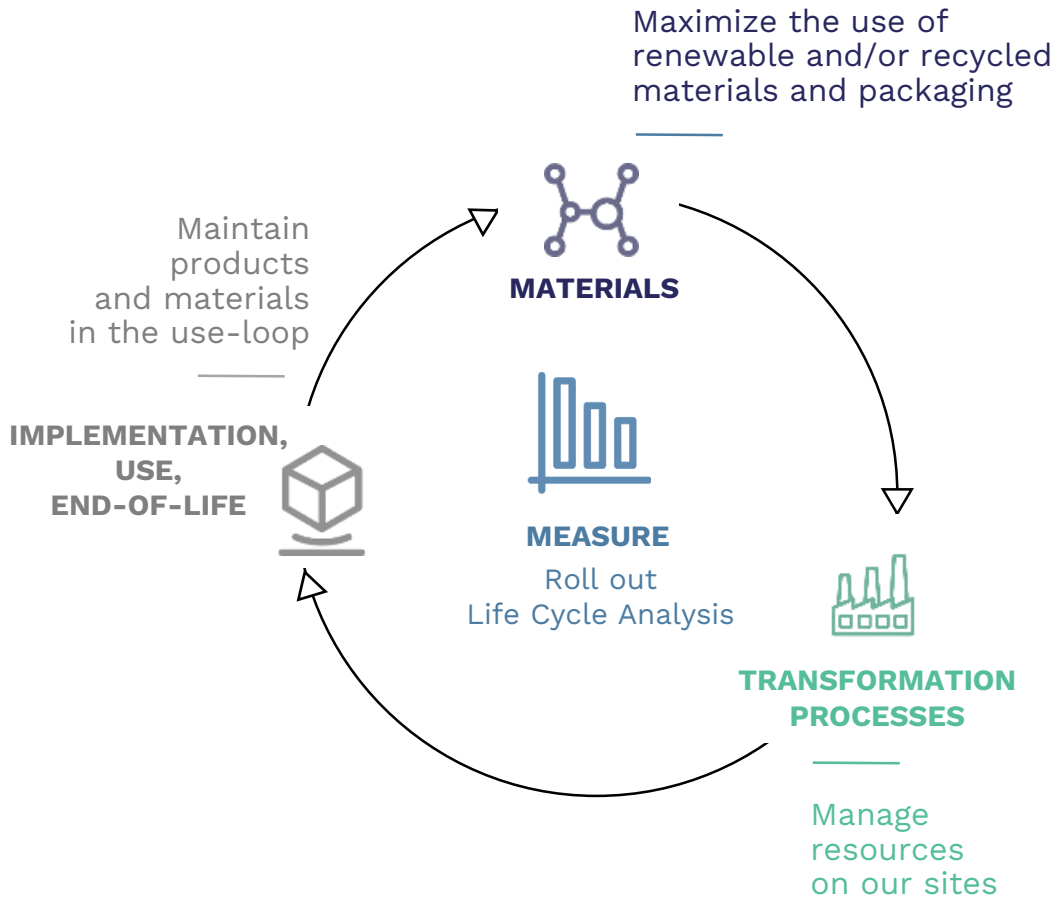 Maximize the use of
renewable and/or recycled
materials and packaging
MATERIALS
Maintain
products
and materials
in the use-loop
IMPLEMENTATION,
USE,
END-OF-LIFE
MEASURE
Roll out
Life Cycle Analysis
TRANSFORMATION
PROCESSES
Manage
resources
on our sites